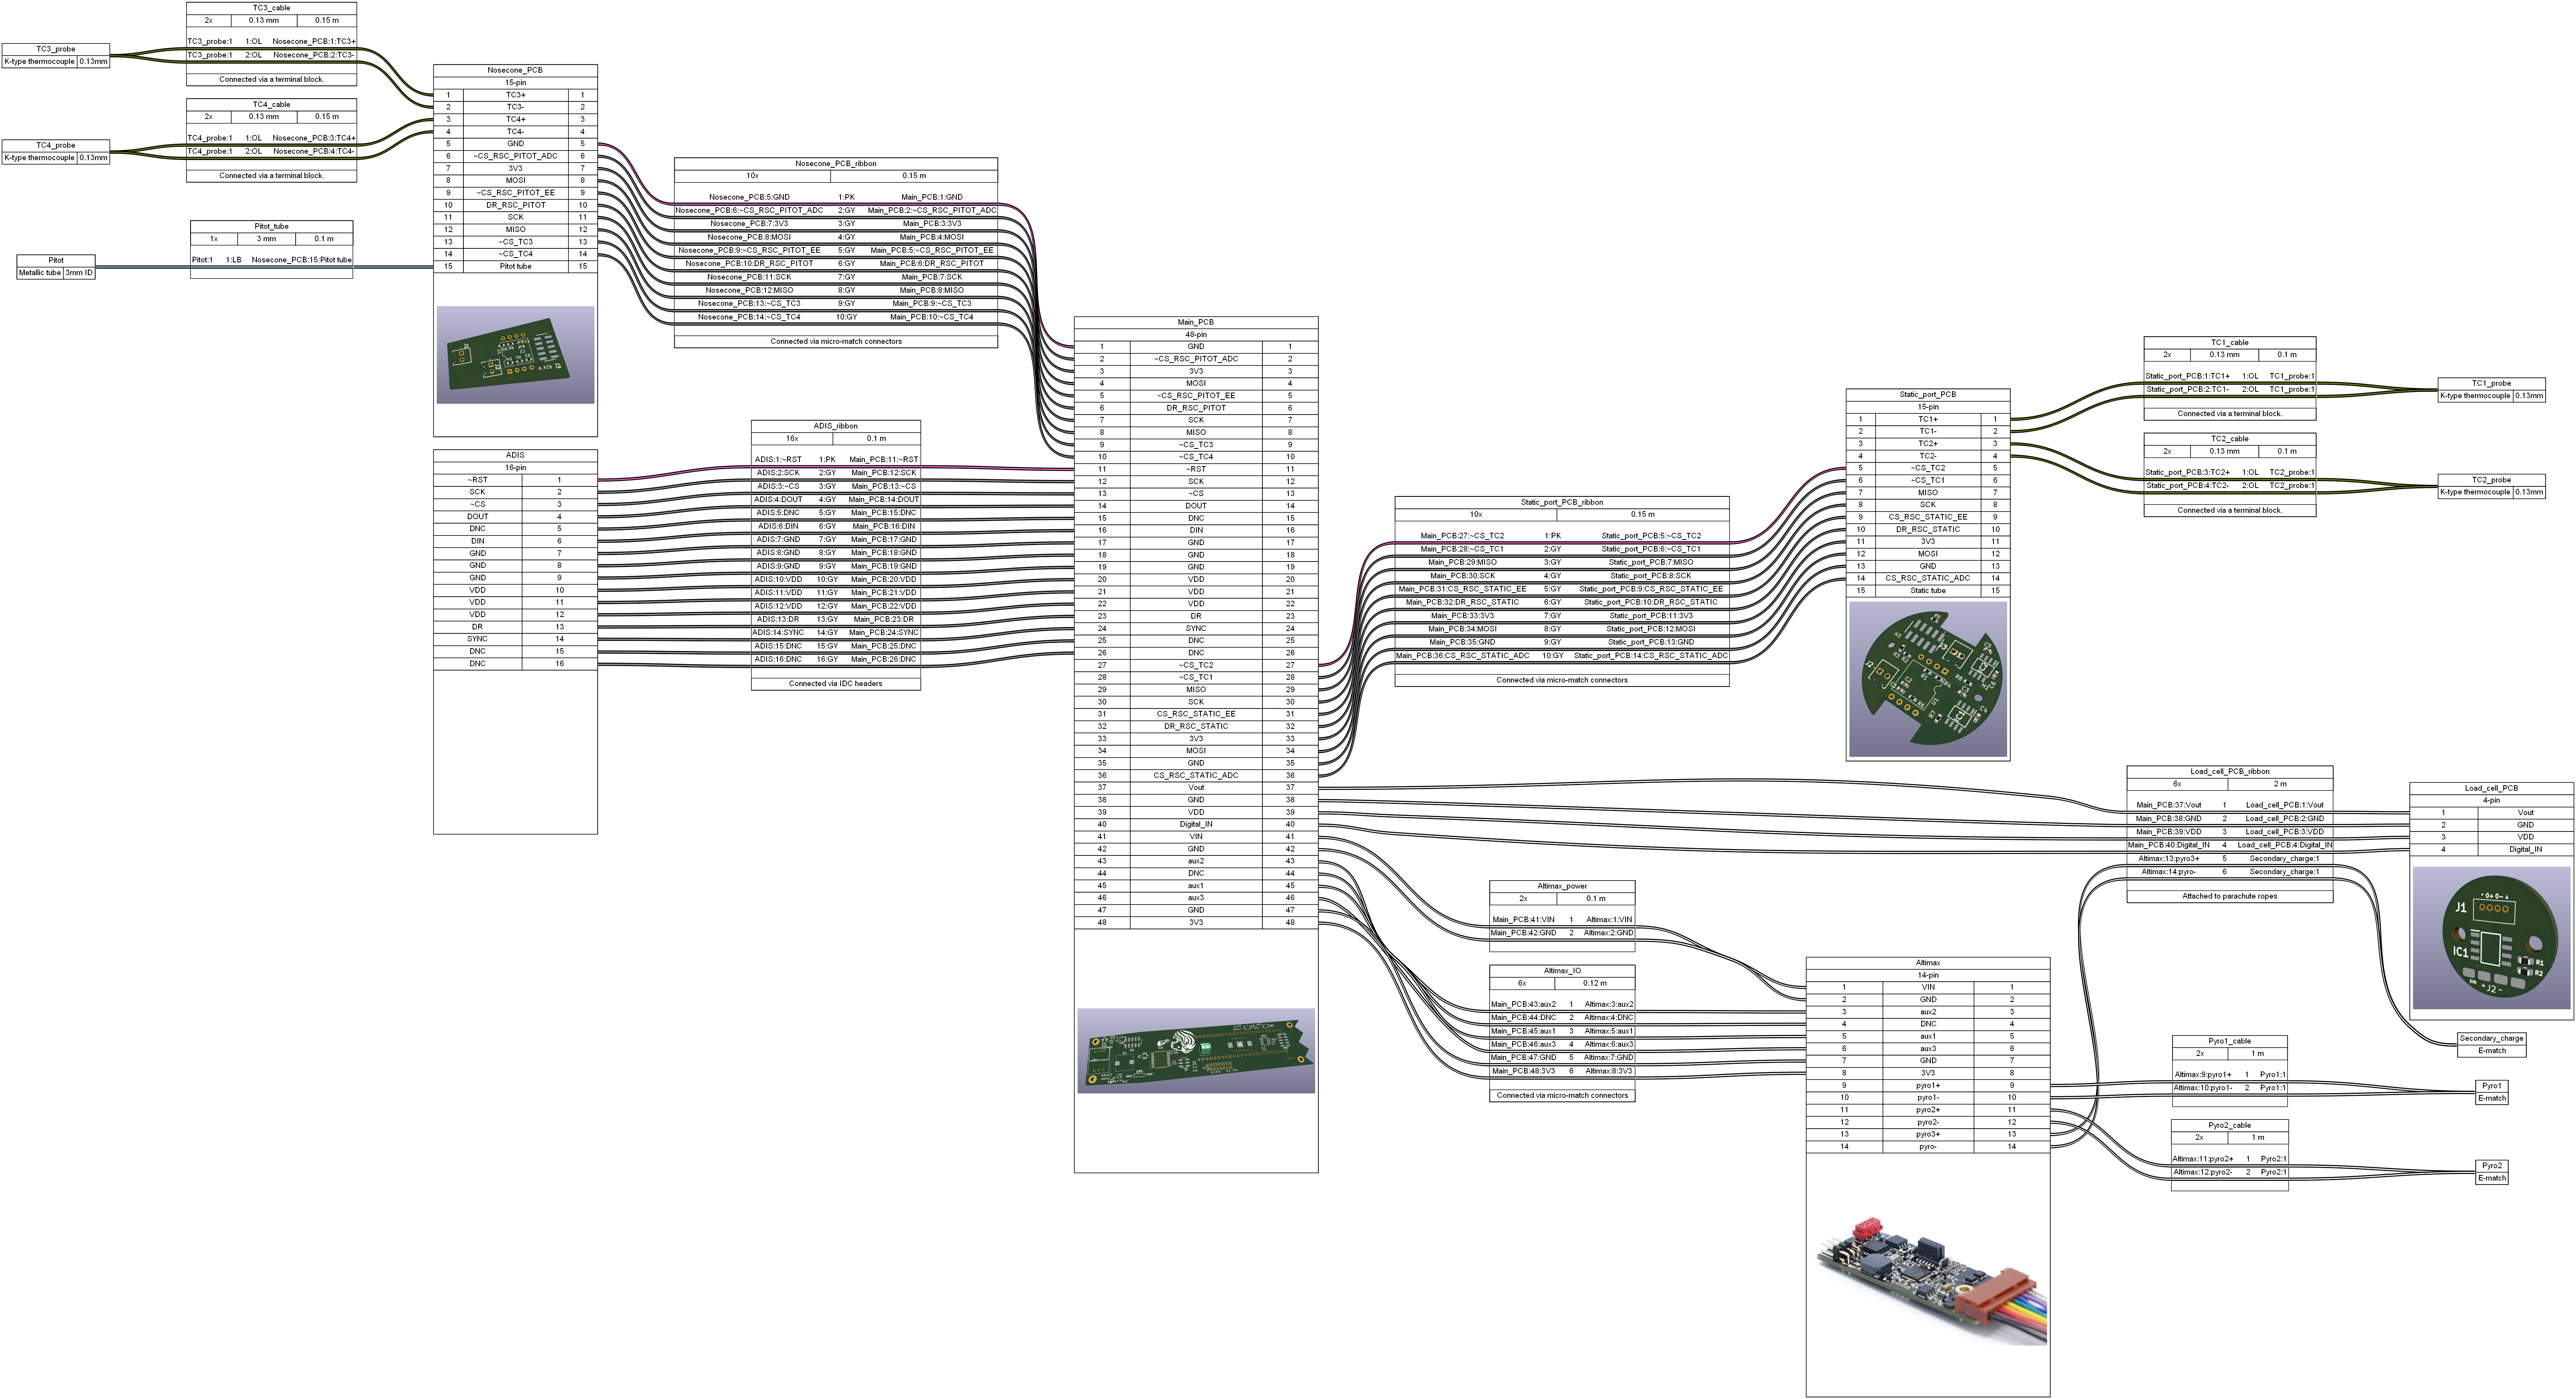 TC3_cable
2x 0.13 mm 0.15 m
TC3_probe:1 1:OL Nosecone_PCB:1:TC3+
TC3_probe:1 2:OL Nosecone_PCB:2:TC3-
Connected via a terminal block.
TC3_probe
K-type thermocouple 0.13mm
TC4_cable
2x 0.13 mm 0.15 m
TC4_probe:1 1:OL Nosecone_PCB:3:TC4+
TC4_probe:1 2:OL Nosecone_PCB:4:TC4-
Connected via a terminal block.
TC4_probe
K-type thermocouple 0.13mm
Pitot_tube
1x 3 mm 0.1 m
Pitot:1 1:LB Nosecone_PCB:15:Pitot tube
Pitot
Metallic tube 3mm ID
Nosecone_PCB
15-pin
1 TC3+ 1
2 TC3- 2
3 TC4+ 3
4 TC4- 4
5 GND 5
6 ~CS_RSC_PITOT_ADC 6
7 3V3 7
8 MOSI 8
9 ~CS_RSC_PITOT_EE 9
10 DR_RSC_PITOT 10
11 SCK 11
12 MISO 12
13 ~CS_TC3 13
14 ~CS_TC4 14
15 Pitot tube 15
Nosecone_PCB_ribbon
10x 0.15 m
Nosecone_PCB:5:GND 1:PK Main_PCB:1:GND
Nosecone_PCB:6:~CS_RSC_PITOT_ADC 2:GY Main_PCB:2:~CS_RSC_PITOT_ADC
Nosecone_PCB:7:3V3 3:GY Main_PCB:3:3V3
Nosecone_PCB:8:MOSI 4:GY Main_PCB:4:MOSI
Nosecone_PCB:9:~CS_RSC_PITOT_EE 5:GY Main_PCB:5:~CS_RSC_PITOT_EE
Nosecone_PCB:10:DR_RSC_PITOT 6:GY Main_PCB:6:DR_RSC_PITOT
Nosecone_PCB:11:SCK 7:GY Main_PCB:7:SCK
Nosecone_PCB:12:MISO 8:GY Main_PCB:8:MISO
Nosecone_PCB:13:~CS_TC3 9:GY Main_PCB:9:~CS_TC3
Nosecone_PCB:14:~CS_TC4 10:GY Main_PCB:10:~CS_TC4
Connected via micro-match connectors
ADIS
16-pin
~RST 1
SCK 2
~CS 3
DOUT 4
DNC 5
DIN 6
GND 7
GND 8
GND 9
VDD 10
VDD 11
VDD 12
DR 13
SYNC 14
DNC 15
DNC 16
ADIS_ribbon
16x 0.1 m
ADIS:1:~RST 1:PK Main_PCB:11:~RST
ADIS:2:SCK 2:GY Main_PCB:12:SCK
ADIS:3:~CS 3:GY Main_PCB:13:~CS
ADIS:4:DOUT 4:GY Main_PCB:14:DOUT
ADIS:5:DNC 5:GY Main_PCB:15:DNC
ADIS:6:DIN 6:GY Main_PCB:16:DIN
ADIS:7:GND 7:GY Main_PCB:17:GND
ADIS:8:GND 8:GY Main_PCB:18:GND
ADIS:9:GND 9:GY Main_PCB:19:GND
ADIS:10:VDD 10:GY Main_PCB:20:VDD
ADIS:11:VDD 11:GY Main_PCB:21:VDD
ADIS:12:VDD 12:GY Main_PCB:22:VDD
ADIS:13:DR 13:GY Main_PCB:23:DR
ADIS:14:SYNC 14:GY Main_PCB:24:SYNC
ADIS:15:DNC 15:GY Main_PCB:25:DNC
ADIS:16:DNC 16:GY Main_PCB:26:DNC
Connected via IDC headers
Main_PCB
48-pin
1 GND 1
2 ~CS_RSC_PITOT_ADC 2
3 3V3 3
4 MOSI 4
5 ~CS_RSC_PITOT_EE 5
6 DR_RSC_PITOT 6
7 SCK 7
8 MISO 8
9 ~CS_TC3 9
10 ~CS_TC4 10
11 ~RST 11
12 SCK 12
13 ~CS 13
14 DOUT 14
15 DNC 15
16 DIN 16
17 GND 17
18 GND 18
19 GND 19
20 VDD 20
21 VDD 21
22 VDD 22
23 DR 23
24 SYNC 24
25 DNC 25
26 DNC 26
27 ~CS_TC2 27
28 ~CS_TC1 28
29 MISO 29
30 SCK 30
31 CS_RSC_STATIC_EE 31
32 DR_RSC_STATIC 32
33 3V3 33
34 MOSI 34
35 GND 35
36 CS_RSC_STATIC_ADC 36
37 Vout 37
38 GND 38
39 VDD 39
40 Digital_IN 40
41 VIN 41
42 GND 42
43 aux2 43
44 DNC 44
45 aux1 45
46 aux3 46
47 GND 47
48 3V3 48
Static_port_PCB_ribbon
10x 0.15 m
Main_PCB:27:~CS_TC2 1:PK Static_port_PCB:5:~CS_TC2
Main_PCB:28:~CS_TC1 2:GY Static_port_PCB:6:~CS_TC1
Main_PCB:29:MISO 3:GY Static_port_PCB:7:MISO
Main_PCB:30:SCK 4:GY Static_port_PCB:8:SCK
Main_PCB:31:CS_RSC_STATIC_EE 5:GY Static_port_PCB:9:CS_RSC_STATIC_EE
Main_PCB:32:DR_RSC_STATIC 6:GY Static_port_PCB:10:DR_RSC_STATIC
Main_PCB:33:3V3 7:GY Static_port_PCB:11:3V3
Main_PCB:34:MOSI 8:GY Static_port_PCB:12:MOSI
Main_PCB:35:GND 9:GY Static_port_PCB:13:GND
Main_PCB:36:CS_RSC_STATIC_ADC 10:GY Static_port_PCB:14:CS_RSC_STATIC_ADC
Connected via micro-match connectors
Static_port_PCB
15-pin
1 TC1+ 1
2 TC1- 2
3 TC2+ 3
4 TC2- 4
5 ~CS_TC2 5
6 ~CS_TC1 6
7 MISO 7
8 SCK 8
9 CS_RSC_STATIC_EE 9
10 DR_RSC_STATIC 10
11 3V3 11
12 MOSI 12
13 GND 13
14 CS_RSC_STATIC_ADC 14
15 Static tube 15
TC1_cable
2x 0.13 mm 0.1 m
Static_port_PCB:1:TC1+ 1:OL TC1_probe:1
Static_port_PCB:2:TC1- 2:OL TC1_probe:1
Connected via a terminal block.
TC1_probe
K-type thermocouple 0.13mm
TC2_cable
2x 0.13 mm 0.1 m
Static_port_PCB:3:TC2+ 1:OL TC2_probe:1
Static_port_PCB:4:TC2- 2:OL TC2_probe:1
Connected via a terminal block.
TC2_probe
K-type thermocouple 0.13mm
Load_cell_PCB_ribbon
6x 2 m
Main_PCB:37:Vout 1 Load_cell_PCB:1:Vout
Main_PCB:38:GND 2 Load_cell_PCB:2:GND
Main_PCB:39:VDD 3 Load_cell_PCB:3:VDD
Main_PCB:40:Digital_IN 4 Load_cell_PCB:4:Digital_IN
Altimax:13:pyro3+ 5 Secondary_charge:1
Altimax:14:pyro- 6 Secondary_charge:1
Attached to parachute ropes
Load_cell_PCB
4-pin
1 Vout
2 GND
3 VDD
4 Digital_IN
J1
IC1
R1
R2
J2
Altimax_power
2x 0.1 m
Main_PCB:41:VIN 1 Altimax:1:VIN
Main_PCB:42:GND 2 Altimax:2:GND
Altimax_IO
6x 0.12 m
Main_PCB:43:aux2 1 Altimax:3:aux2
Main_PCB:44:DNC 2 Altimax:4:DNC
Main_PCB:45:aux1 3 Altimax:5:aux1
Main_PCB:46:aux3 4 Altimax:6:aux3
Main_PCB:47:GND 5 Altimax:7:GND
Main_PCB:48:3V3 6 Altimax:8:3V3
Connected via micro-match connectors
Altimax
14-pin
1 VIN 1
2 GND 2
3 aux2 3
4 DNC 4
5 aux1 5
6 aux3 6
7 GND 7
8 3V3 8
9 pyro1+ 9
10 pyro1- 10
11 pyro2+ 11
12 pyro2- 12
13 pyro3+ 13
14 pyro- 14
Secondary_charge
E-match
Pyro1_cable
2x 1 m
Altimax:9:pyro1+ 1 Pyro1:1
Altimax:10:pyro1- 2 Pyro1:1
Pyro1
E-match
Pyro2_cable
2x 1 m
Altimax:11:pyro2+ 1 Pyro2:1
Altimax:12:pyro2- 2 Pyro2:1
Pyro2
E-match